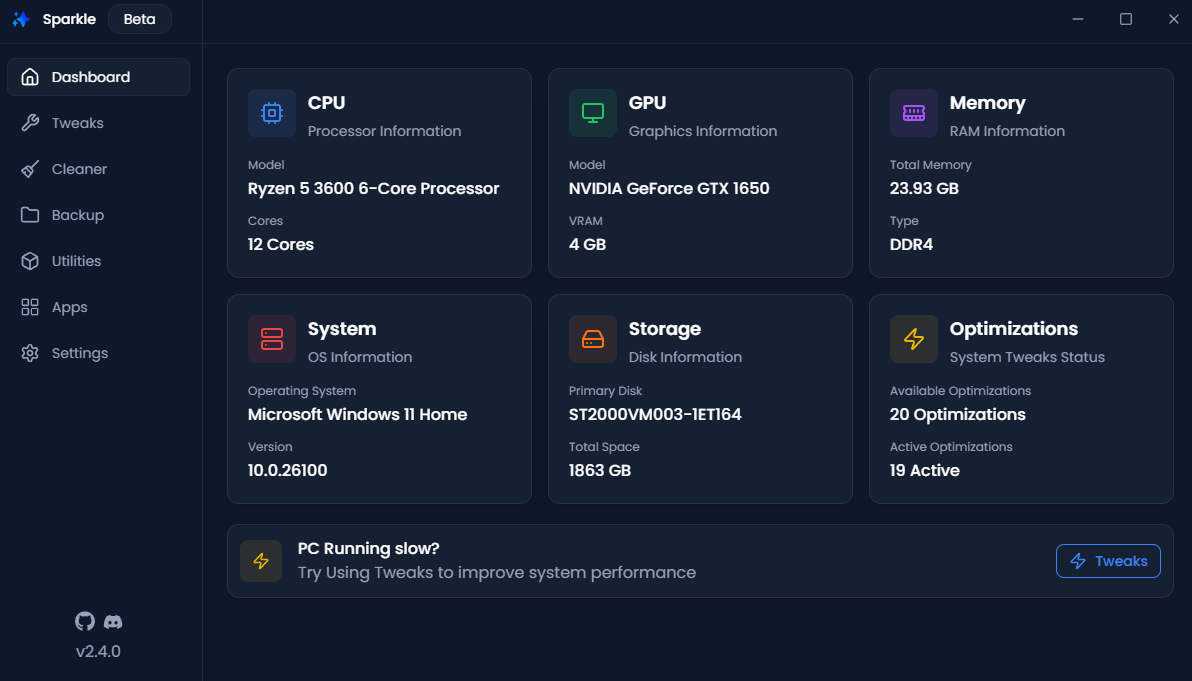 Sparkle Beta
Dashboard
Tweaks
Cleaner
Backup
Utilities
Apps
Settings
v2.4.0
CPU
Processor Information
Model
Ryzen 5 3600 6-Core Processor
Cores
12 Cores
GPU
Graphics Information
Model
NVIDIA GeForce GTX 1650
VRAM
4 GB
Memory
RAM Information
Total Memory
23.93 GB
Type
DDR4
System
OS Information
Operating System
Microsoft Windows 11 Home
Version
10.0.26100
Storage
Disk Information
Primary Disk
ST2000VM003-1ET164
Total Space
1863 GB
Optimizations
System Tweaks Status
Available Optimizations
20 Optimizations
Active Optimizations
19 Active
PC Running slow?
Try Using Tweaks to improve system performance
Tweaks